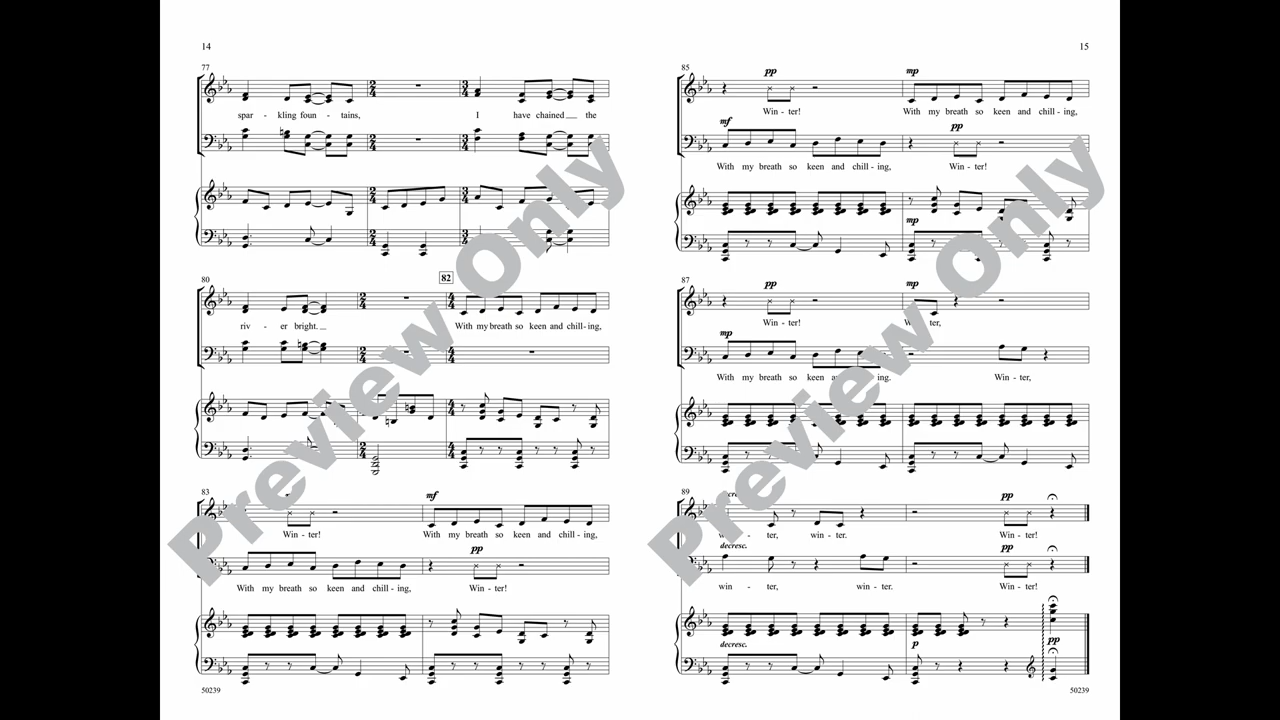 14
77
spar - kling foun - tains, I have chained the
80
82
riv - er bright. With my breath so keen and chill - ing,
83
mf
Win - ter! With my breath so keen and chill - ing,
pp
With my breath so keen and chill - ing, Win - ter!
50239
15
85
pp mp
Win - ter! With my breath so keen and chill - ing,
mf pp
With my breath so keen and chill - ing, Win - ter!
mp mp
87
pp mp
Win - ter! ter,
mp
With my breath so keen ing. Win - ter,
89
pp
ter, win - ter. Win - ter!
decresc. pp
win - ter, win - ter. Win - ter!
decresc. p pp
50239
Preview Only
Preview Only